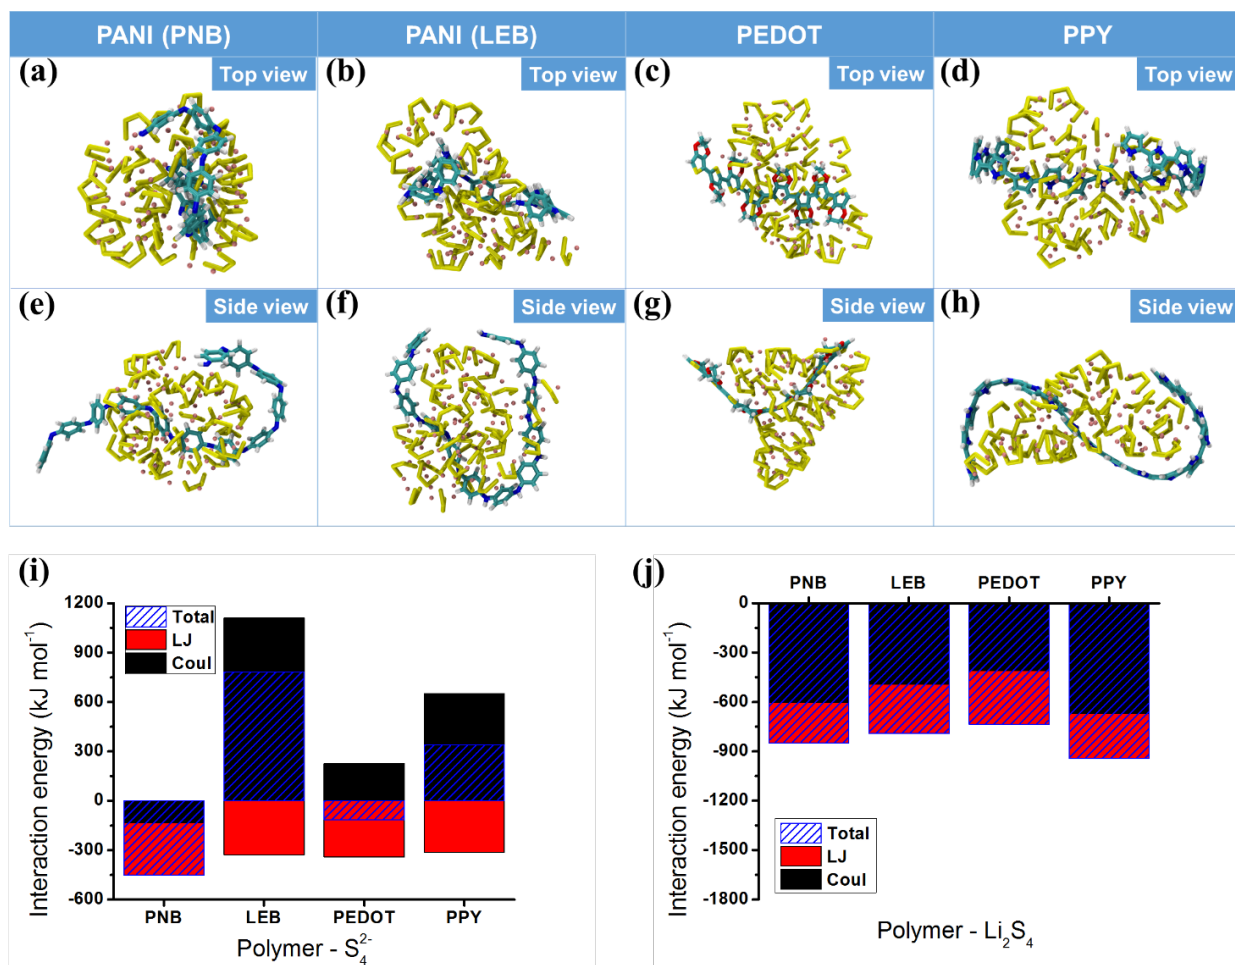 PANI (PNB) PANI (LEB) PEDOT PPY
(a) Top view (b) Top view (c) Top view (d) Top view
(e) Side view (f) Side view (g) Side view (h) Side view
(i)
Interaction energy (kJ mol⁻¹)
1200
900
600
300
0
-300
-600
Total
LJ
Coul
PNB LEB PEDOT PPY
Polymer - S₄²⁻
(j)
PNB LEB PEDOT PPY
Interaction energy (kJ mol⁻¹)
0
-300
-600
-900
-1200
-1500
-1800
Total
LJ
Coul
Polymer - Li₂S₄